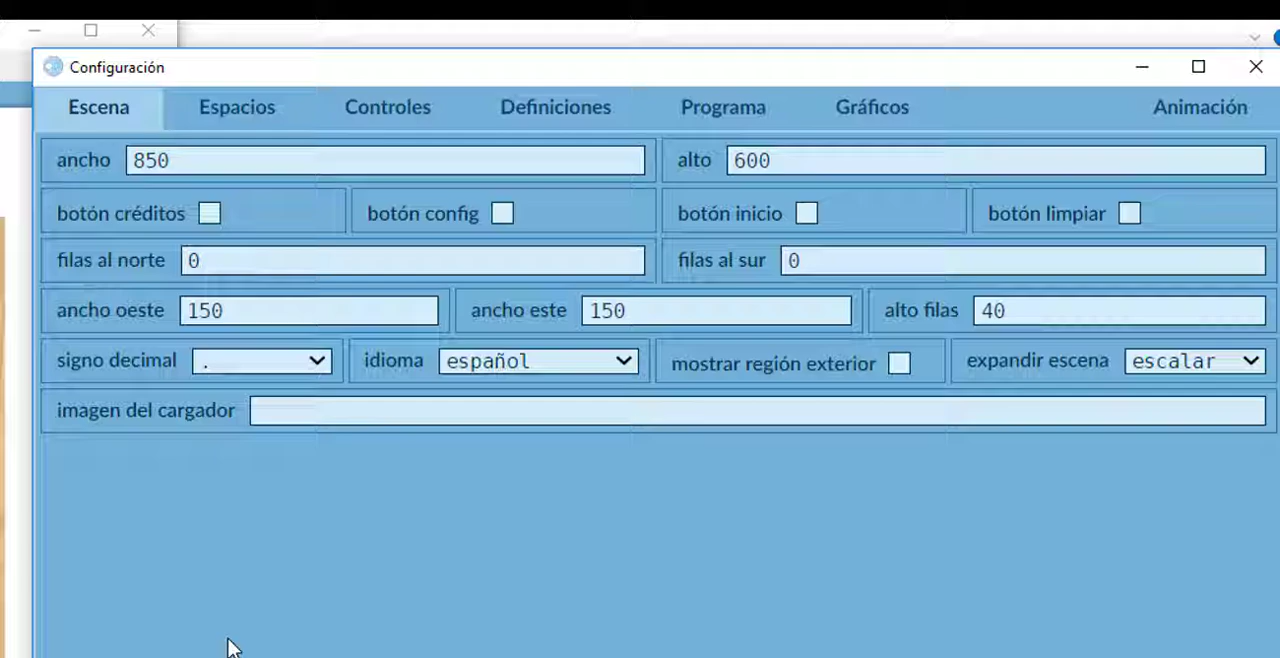 Configuración
Escena Espacios Controles Definiciones Programa Gráficos Animación
ancho 850 alto 600
botón créditos botón config botón inicio botón limpiar
filas al norte 0 filas al sur 0
ancho oeste 150 ancho este 150 alto filas 40
signo decimal . idioma español mostrar región exterior expandir escena escalar
imagen del cargador